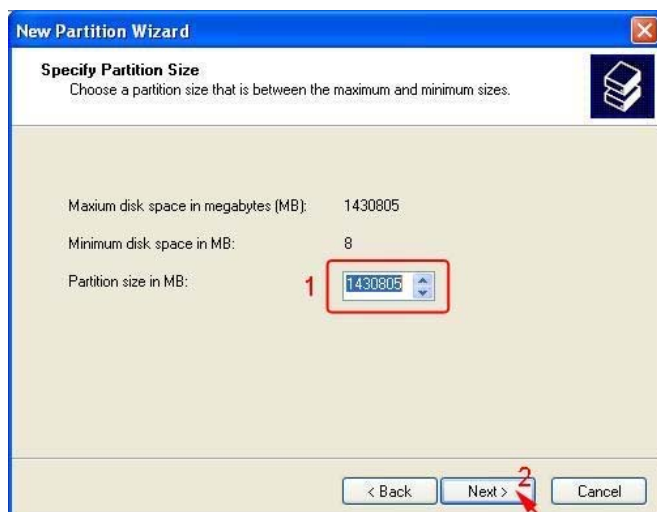 New Partition Wizard
Specify Partition Size
Choose a partition size that is between the maximum and minimum sizes.
Maxium disk space in megabytes (MB): 1430805
Minimum disk space in MB: 8
Partition size in MB: 1 1430805
2
< Back Next > Cancel